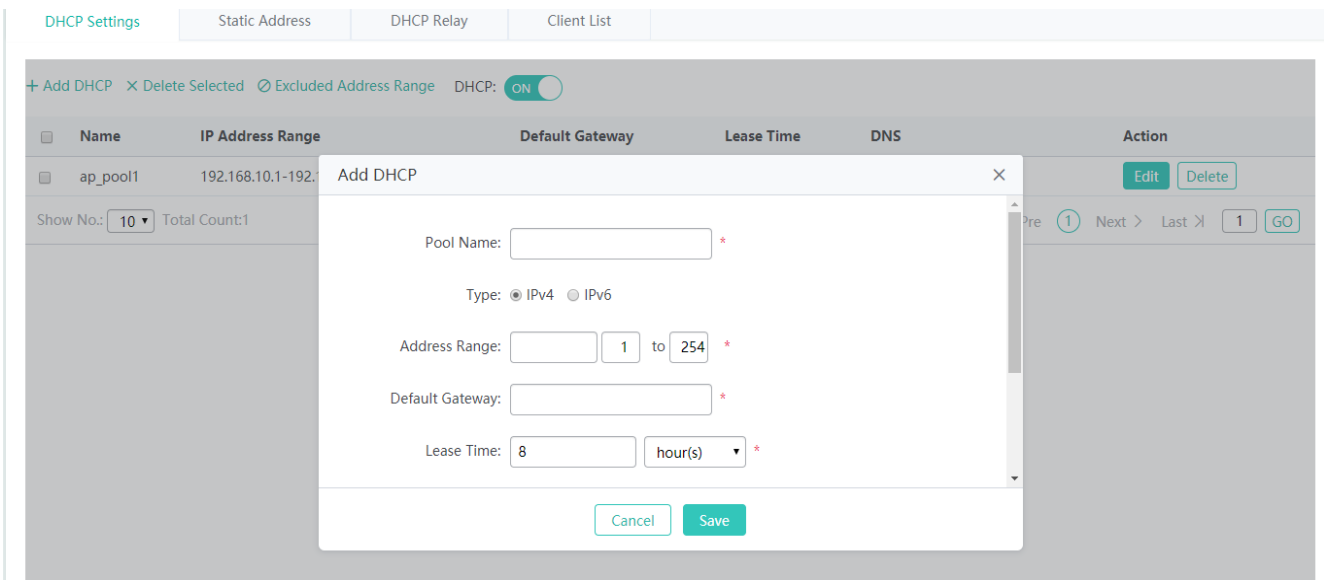 DHCP Settings Static Address DHCP Relay Client List
+ Add DHCP × Delete Selected Excluded Address Range DHCP: ON
Name IP Address Range Default Gateway Lease Time DNS Action
ap_pool1 192.168.10.1-192. Edit Delete
Show No.: 10 Total Count:1 Pre 1 Next > Last 1 GO
Add DHCP ×
Pool Name: *
Type: IPv4 IPv6
Address Range: 1 to 254 *
Default Gateway: *
Lease Time: 8 hour(s) *
Cancel Save